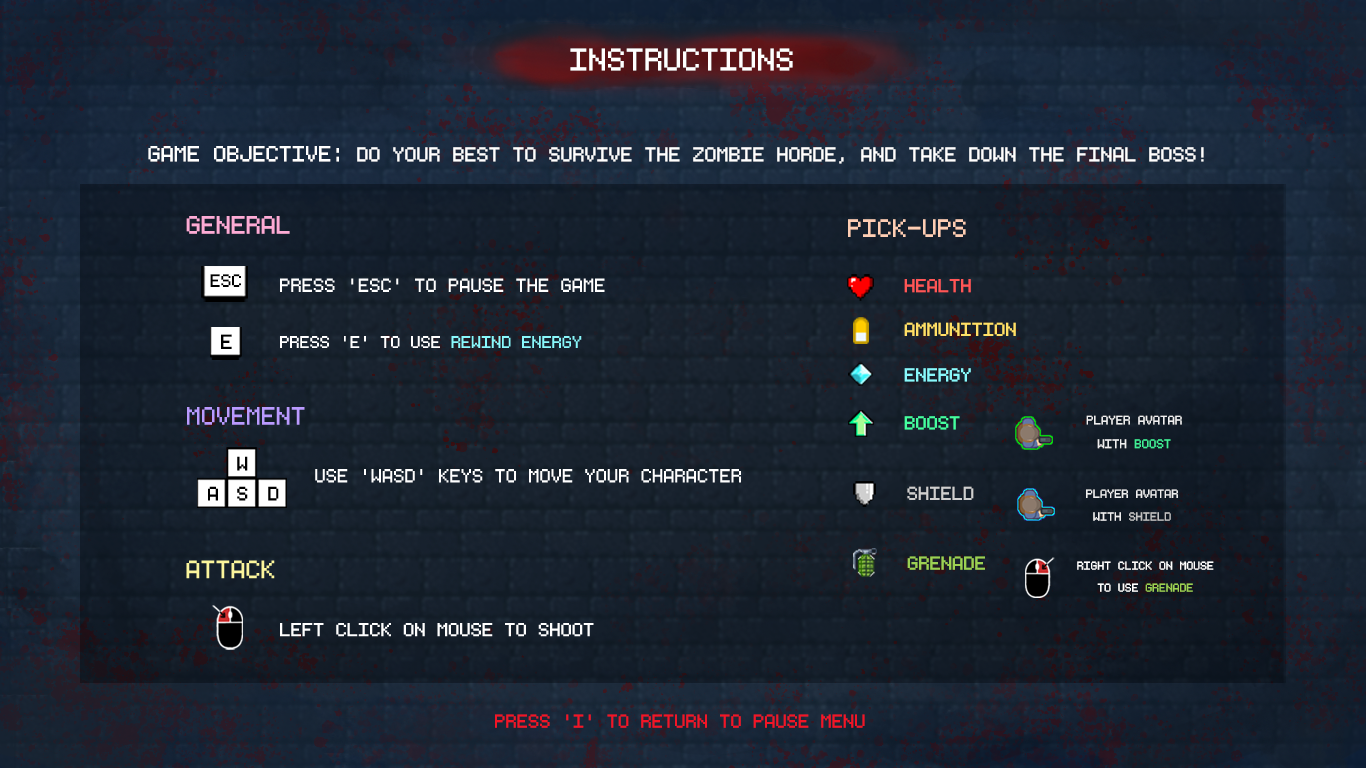 INSTRUCTIONS
GAME OBJECTIVE: DO YOUR BEST TO SURVIVE THE ZOMBIE HORDE, AND TAKE DOWN THE FINAL BOSS!
GENERAL
ESC PRESS 'ESC' TO PAUSE THE GAME
E PRESS 'E' TO USE REWIND ENERGY
MOVEMENT
W
A S D USE 'WASD' KEYS TO MOVE YOUR CHARACTER
ATTACK
LEFT CLICK ON MOUSE TO SHOOT
PICK-UPS
HEALTH
AMMUNITION
ENERGY
BOOST
PLAYER AVATAR
WITH BOOST
SHIELD
PLAYER AVATAR
WITH SHIELD
GRENADE
RIGHT CLICK ON MOUSE
TO USE GRENADE
PRESS 'I' TO RETURN TO PAUSE MENU